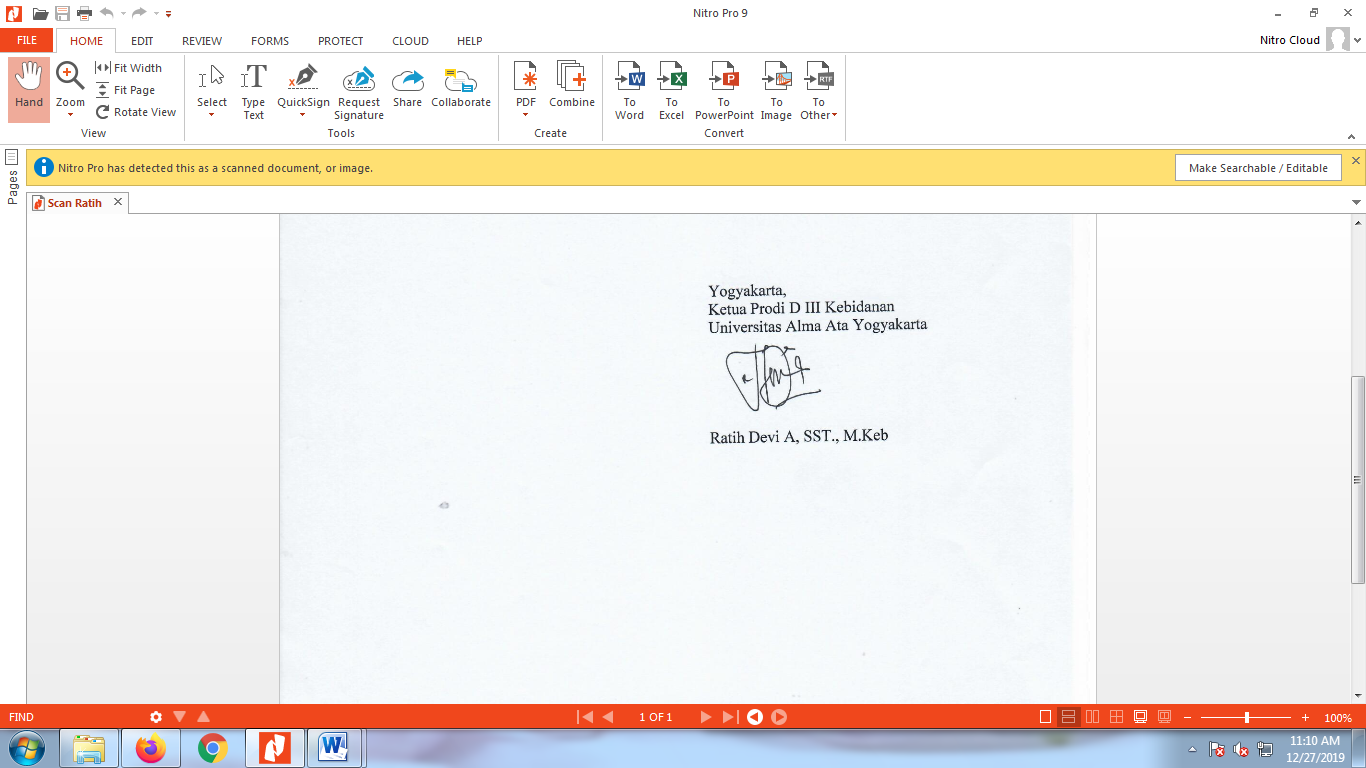 Nitro Pro 9
FILE HOME EDIT REVIEW FORMS PROTECT CLOUD HELP
Nitro Cloud
Hand
Zoom
Fit Width
Fit Page
Rotate View
View
Select
Type Text
QuickSign
Request Signature
Share
Collaborate
Tools
PDF
Combine
Create
To Word
To Excel
To PowerPoint
To Image
To Other
Convert
Pages
Nitro Pro has detected this as a scanned document, or image.
Make Searchable / Editable
Scan Ratih
Yogyakarta,
Ketua Prodi D III Kebidanan
Universitas Alma Ata Yogyakarta
Ratih Devi A, SST., M.Keb
FIND
1 OF 1
100%
11:10 AM
12/27/2019